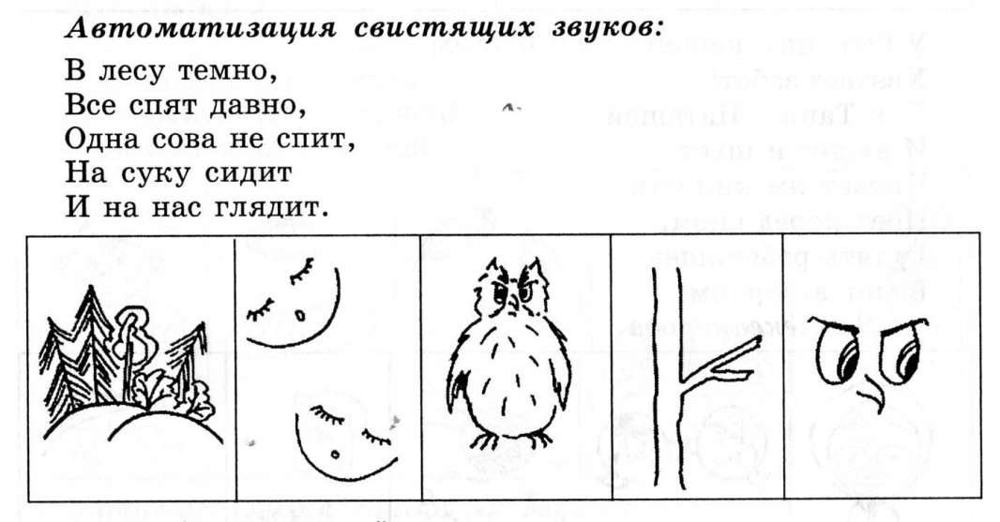 Автоматизация свистящих звуков:
В лесу темно,
Все спят давно,
Одна сова не спит,
На суку сидит
И на нас глядит.